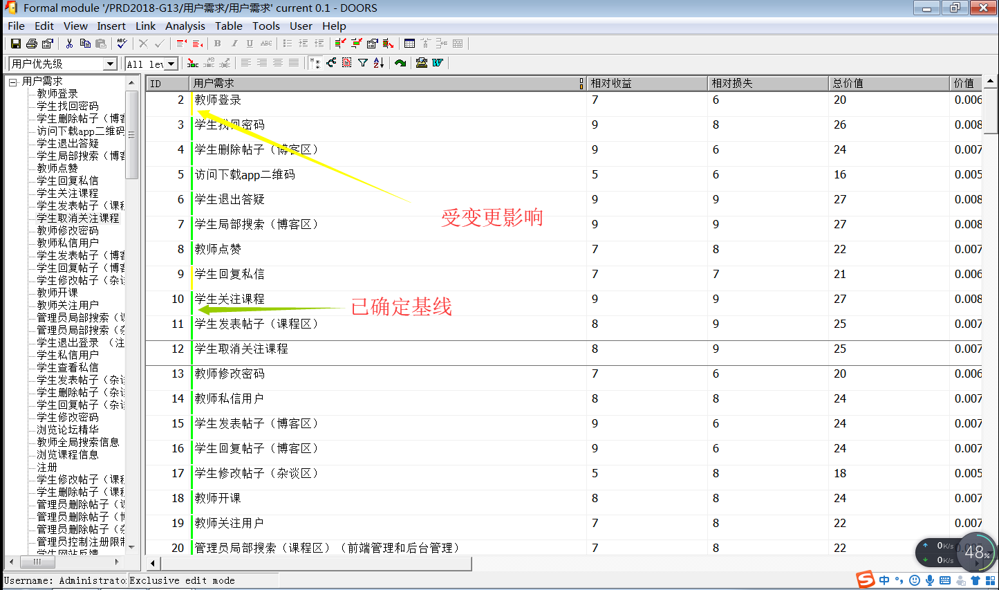 Formal module '/PRD2018-G13/用户需求/用户需求' current 0.1 - DOORS
File Edit View Insert Link Analysis Table Tools User Help
用户优先级 All lev
用户需求
教师登录
学生找回密码
学生删除帖子（博客
访问下载app二维码
学生退出答疑
学生局部搜索（博客
教师点赞
学生回复私信
学生关注课程
学生发表帖子（课程
学生取消关注课程
教师修改密码
教师私信用户
学生发表帖子（博客
学生回复帖子（博客
学生修改帖子（杂谈
教师开课
教师关注用户
管理员局部搜索（课
管理员局部搜索（杂
学生退出登录 （注
学生私信用户
学生查看私信
学生发表帖子（杂谈
学生删除帖子（杂谈
学生回复帖子（杂谈
学生修改密码
浏览论坛精华
教师全局搜索信息
浏览课程信息
注册
学生修改帖子（课程
学生删除帖子（课程
管理员删除帖子（课
管理员删除帖子（博
管理员删除帖子（杂
管理员控制注册限制
学生网站反馈
ID 用户需求 相对收益 相对损失 总价值 价值
2 教师登录 7 6 20 0.006
3 学生找回密码 9 8 26 0.008
4 学生删除帖子（博客区） 9 6 24 0.007
5 访问下载app二维码 5 6 16 0.005
6 学生退出答疑 9 9 27 0.008
受变更影响
7 学生局部搜索（博客区） 9 9 27 0.008
8 教师点赞 7 8 22 0.007
9 学生回复私信 7 7 21 0.006
10 学生关注课程 9 9 27 0.008
已确定基线
11 学生发表帖子（课程区） 8 9 25 0.007
12 学生取消关注课程 8 9 25 0.007
13 教师修改密码 7 6 20 0.006
14 教师私信用户 8 8 24 0.007
15 学生发表帖子（博客区） 9 6 24 0.007
16 学生回复帖子（博客区） 9 6 24 0.007
17 学生修改帖子（杂谈区） 5 8 18 0.005
18 教师开课 8 8 24 0.007
19 教师关注用户 7 8 22 0.007
20 管理员局部搜索（课程区）（前端管理和后台管理） 7 8 22
0K/s
0K/s
48%
Username: Administrator Exclusive edit mode
中